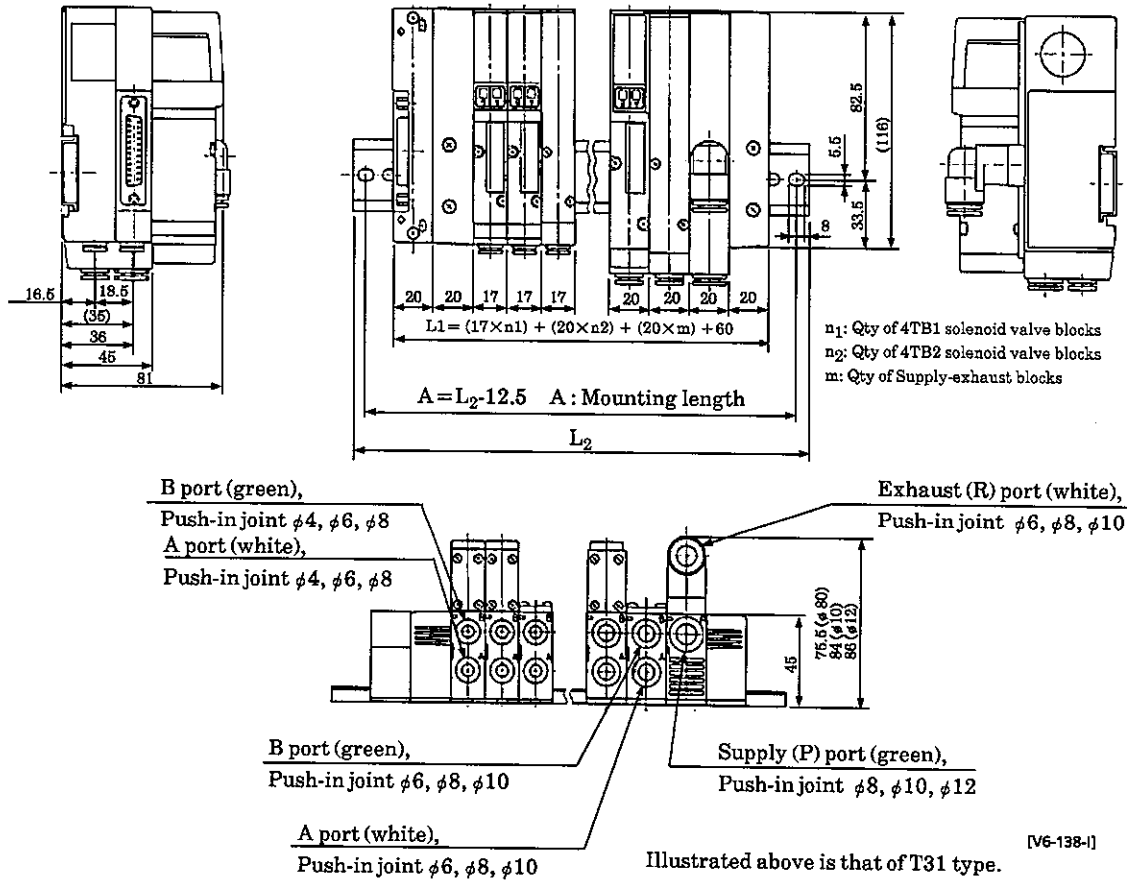 82.5
(116)
5.5
33.5
8
16.5
18.5
(35)
36
45
81
20 20 17 17 17 20 20 20 20
L1 = (17×n1) + (20×n2) + (20×m) + 60
n1: Qty of 4TB1 solenoid valve blocks
n2: Qty of 4TB2 solenoid valve blocks
m: Qty of Supply-exhaust blocks
A = L2-12.5 A : Mounting length
L2
B port (green),
Push-in joint φ4, φ6, φ8
A port (white),
Push-in joint φ4, φ6, φ8
Exhaust (R) port (white),
Push-in joint φ6, φ8, φ10
45
75.5 (φ 80)
84 (φ10)
86 (φ12)
B port (green),
Push-in joint φ6, φ8, φ10
Supply (P) port (green),
Push-in joint φ8, φ10, φ12
A port (white),
Push-in joint φ6, φ8, φ10
[V6-138-I]
Illustrated above is that of T31 type.